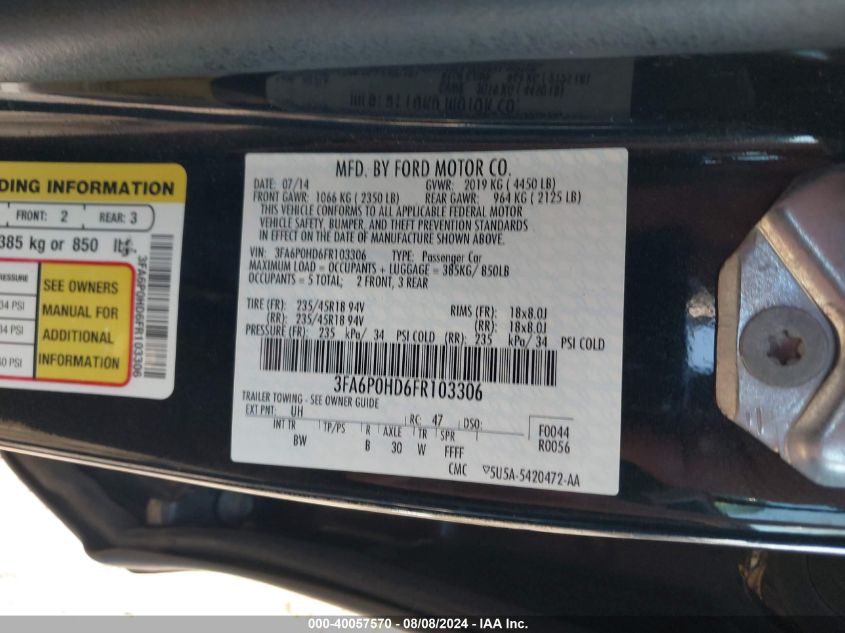 MFD. BY FORD MOTOR CO.
DATE: 07/14 GVWR: 2019 KG ( 4450 LB)
FRONT GAWR: 1066 KG ( 2350 LB) REAR GAWR: 964 KG ( 2125 LB)
THIS VEHICLE CONFORMS TO ALL APPLICABLE FEDERAL MOTOR
VEHICLE SAFETY, BUMPER, AND THEFT PREVENTION STANDARDS
IN EFFECT ON THE DATE OF MANUFACTURE SHOWN ABOVE.
VIN: 3FA6P0HD6FR103306 TYPE: Passenger Car
MAXIMUM LOAD = OCCUPANTS + LUGGAGE = 385KG/850LB
OCCUPANTS = 5 TOTAL; 2 FRONT, 3 REAR
TIRE (FR): 235/45R18 94V RIMS (FR): 18x8.0J
(RR): 235/45R18 94V (RR): 18x8.0J
PRESSURE (FR): 235 kPa/ 34 PSI COLD (RR): 235 kPa/34 PSI COLD
3FA6P0HD6FR103306
TRAILER TOWING - SEE OWNER GUIDE
EXT PNT: UH RC: 47 DSO: F0044
INT TR TP/PS R AXLE TR SPR R0056
BW B 30 W FFFF
CMC 5U5A-5420472-AA
DING INFORMATION
FRONT: 2 REAR: 3
385 kg or 850 lbs.
SEE OWNERS
MANUAL FOR
ADDITIONAL
INFORMATION
34 PSI
34 PSI
60 PSI
3FA6P0HD6FR103306
000-40057570 - 08/08/2024 - IAA Inc.